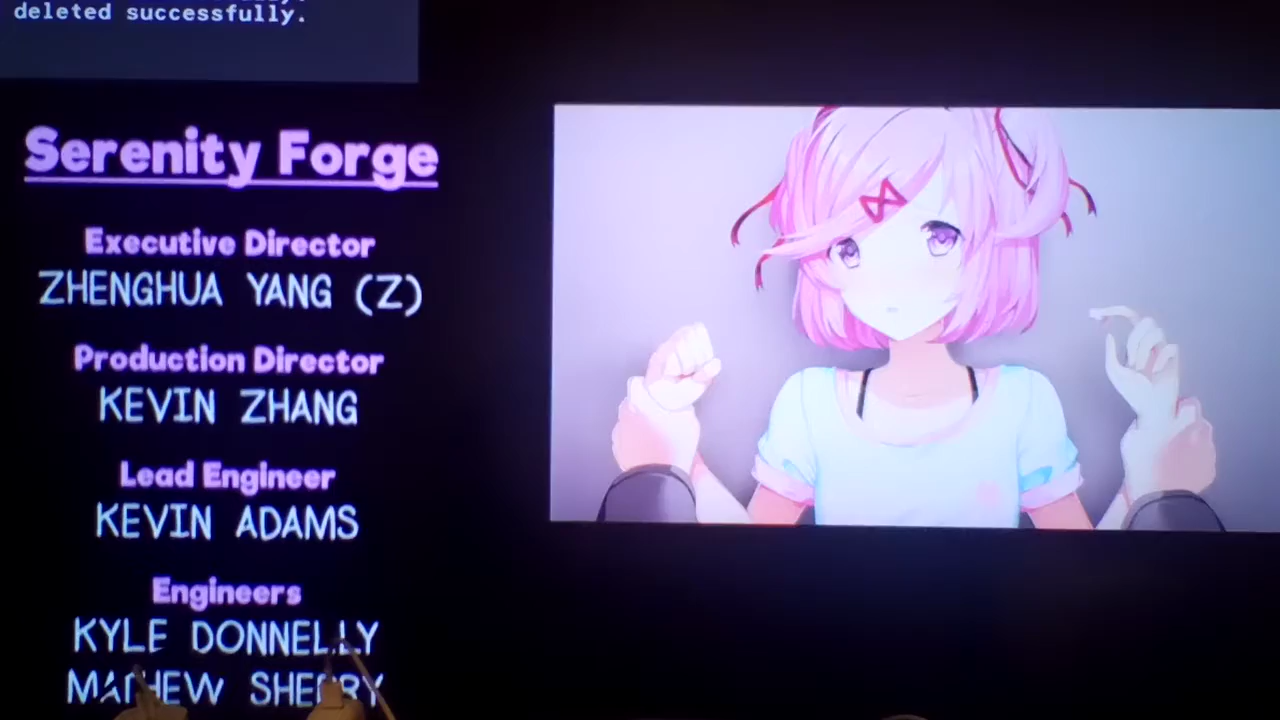 deleted successfully.
Serenity Forge
Executive Director
ZHENGHUA YANG (Z)
Production Director
KEVIN ZHANG
Lead Engineer
KEVIN ADAMS
Engineers
KYLE DONNELLY